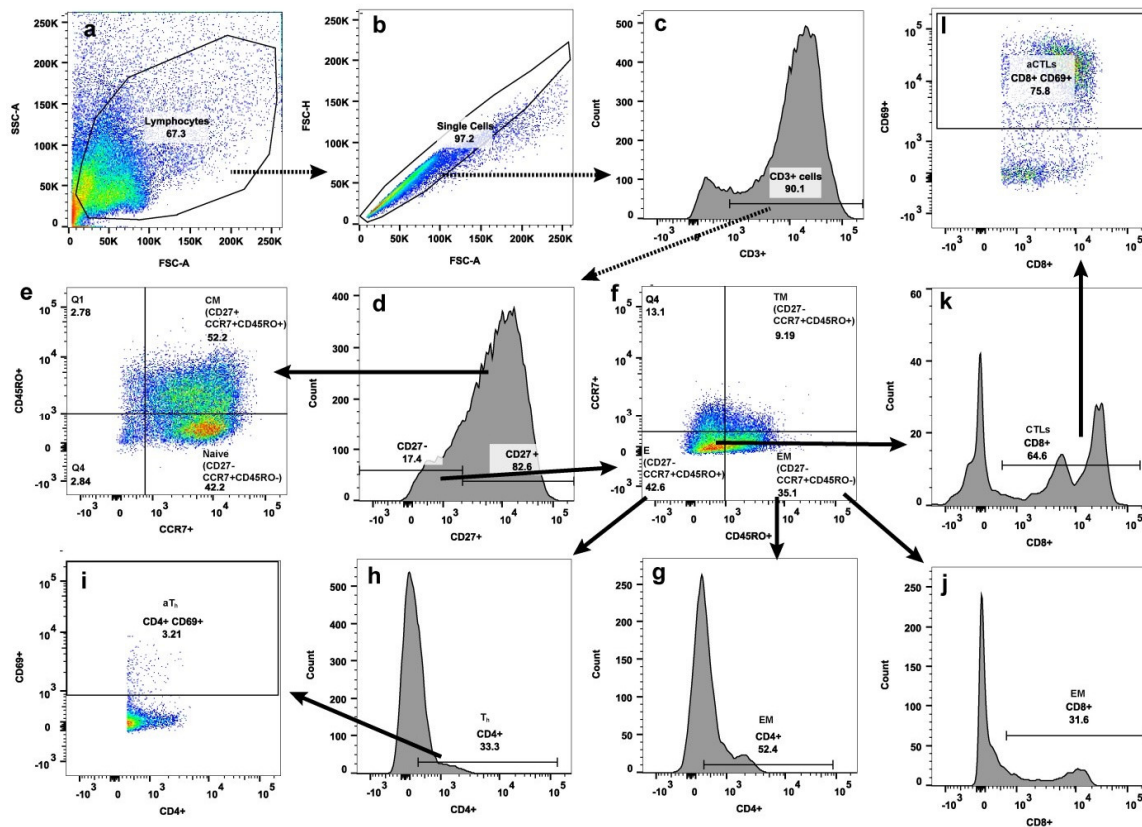 a
250K
200K
150K
100K
50K
0
SSC-A
Lymphocytes
67.3
0 50K 100K 150K 200K 250K
FSC-A
b
250K
200K
150K
100K
50K
0
FSC-H
Single Cells
97.2
50K 100K 150K 200K 250K
FSC-A
c
500
400
300
200
100
0
Count
CD3+ cells
90.1
-10³ 10³ 10⁴ 10⁵
CD3+
l
10⁵
10⁴
10³
0
-10³
CD69+
aCTLs
CD8+ CD69+
75.8
-10³ 0 10³ 10⁴ 10⁵
CD8+
e
Q1
2.78
10⁵
10⁴
10³
0
CD45RO+
CM
(CD27+
CCR7+CD45RO+)
52.2
Naive
(CD27-
CCR7+CD45RO-)
42.2
Q4
2.84
0 10³ 10⁴ 10⁵
CCR7+
d
400
300
200
100
0
Count
CD27-
17.4
CD27+
82.6
-10³ 0 10³ 10⁴ 10⁵
CD27+
f
Q4
13.1
10⁵
10⁴
10³
0
CCR7+
TM
(CD27-
CCR7+CD45RO+)
9.19
E
(CD27-
CCR7+CD45RO+)
42.6
EM
(CD27-
CCR7+CD45RO-)
35.1
-10³ 0 10³ 10⁴ 10⁵
CD45RO+
k
60
40
20
0
Count
CTLs
CD8+
64.6
-10³ 0 10³ 10⁴ 10⁵
CD8+
i
10⁵
10⁴
10³
0
-10³
CD69+
aTₕ
CD4+ CD69+
3.21
-10³ 0 10³ 10⁴ 10⁵
CD4+
h
500
400
300
200
100
0
Count
Tₕ
CD4+
33.3
-10³ 0 10³ 10⁴ 10⁵
CD4+
g
250
200
150
100
50
0
Count
EM
CD4+
52.4
-10³ 0 10³ 10⁴ 10⁵
CD4+
j
250
200
150
100
50
0
Count
EM
CD8+
31.6
-10³ 0 10³ 10⁴ 10⁵
CD8+